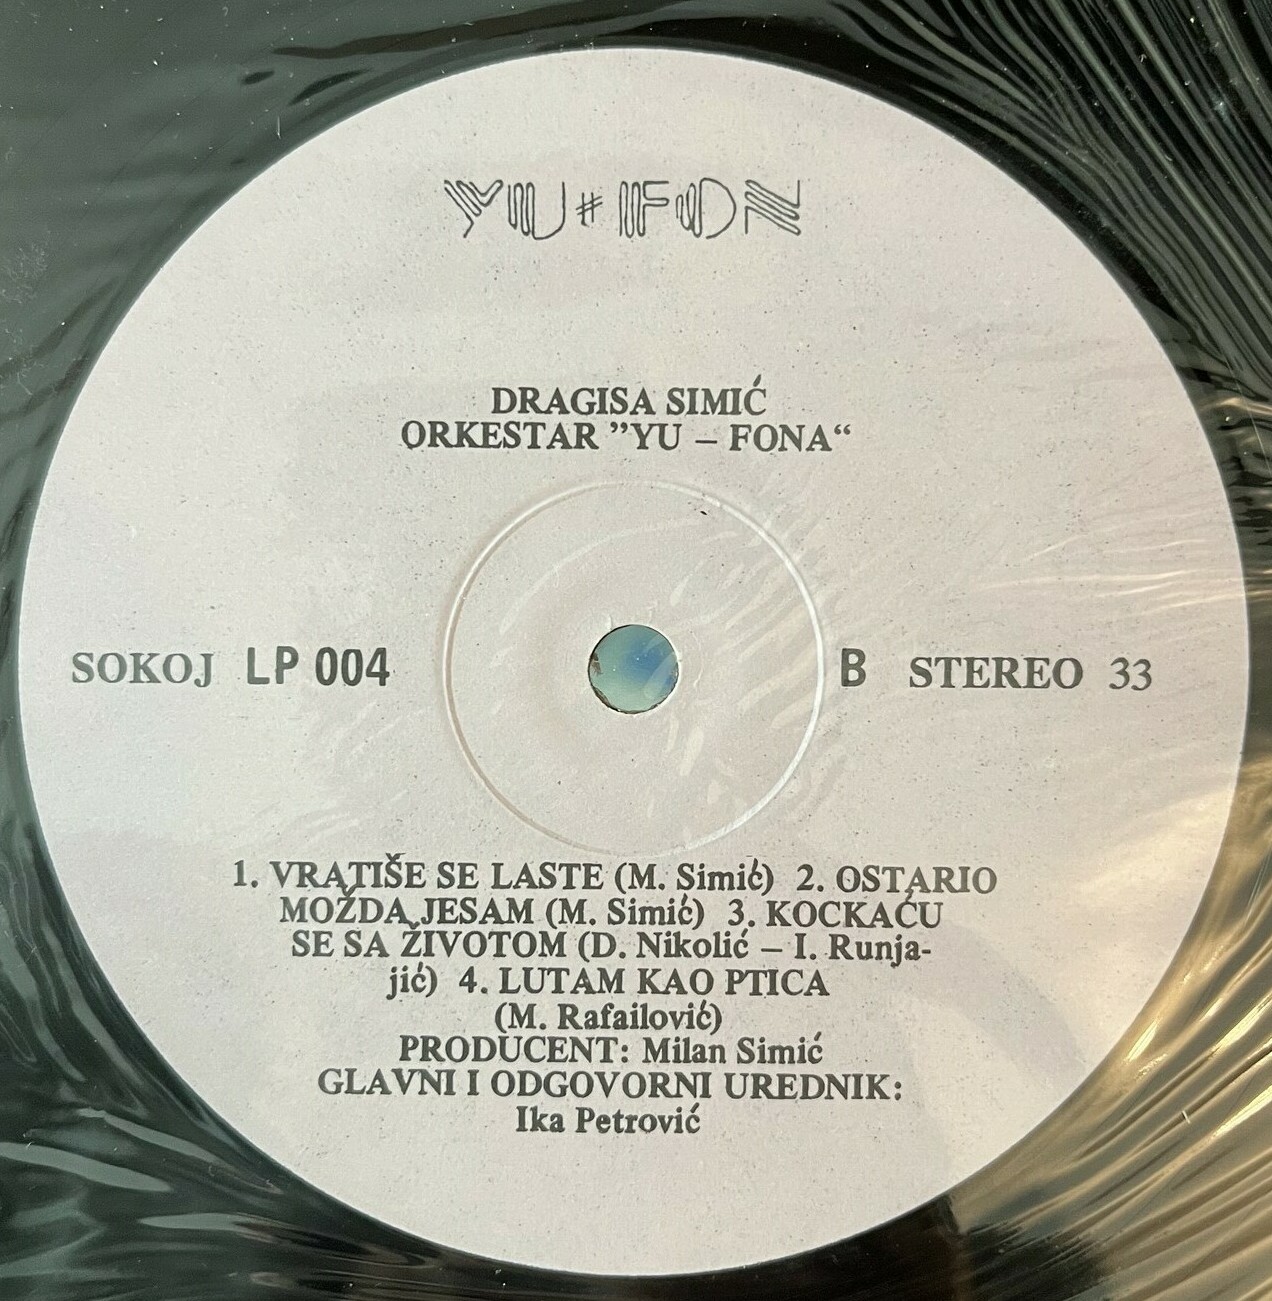 YU#FON
DRAGISA SIMIĆ
ORKESTAR ”YU – FONA“
SOKOJ LP 004
B STEREO 33
1. VRATIŠE SE LASTE (M. Simić) 2. OSTARIO
MOŽDA JESAM (M. Simić) 3. KOCKAĆU
SE SA ŽIVOTOM (D. Nikolić – I. Runja-
jić) 4. LUTAM KAO PTICA
(M. Rafailović)
PRODUCENT: Milan Simić
GLAVNI I ODGOVORNI UREDNIK:
Ika Petrović